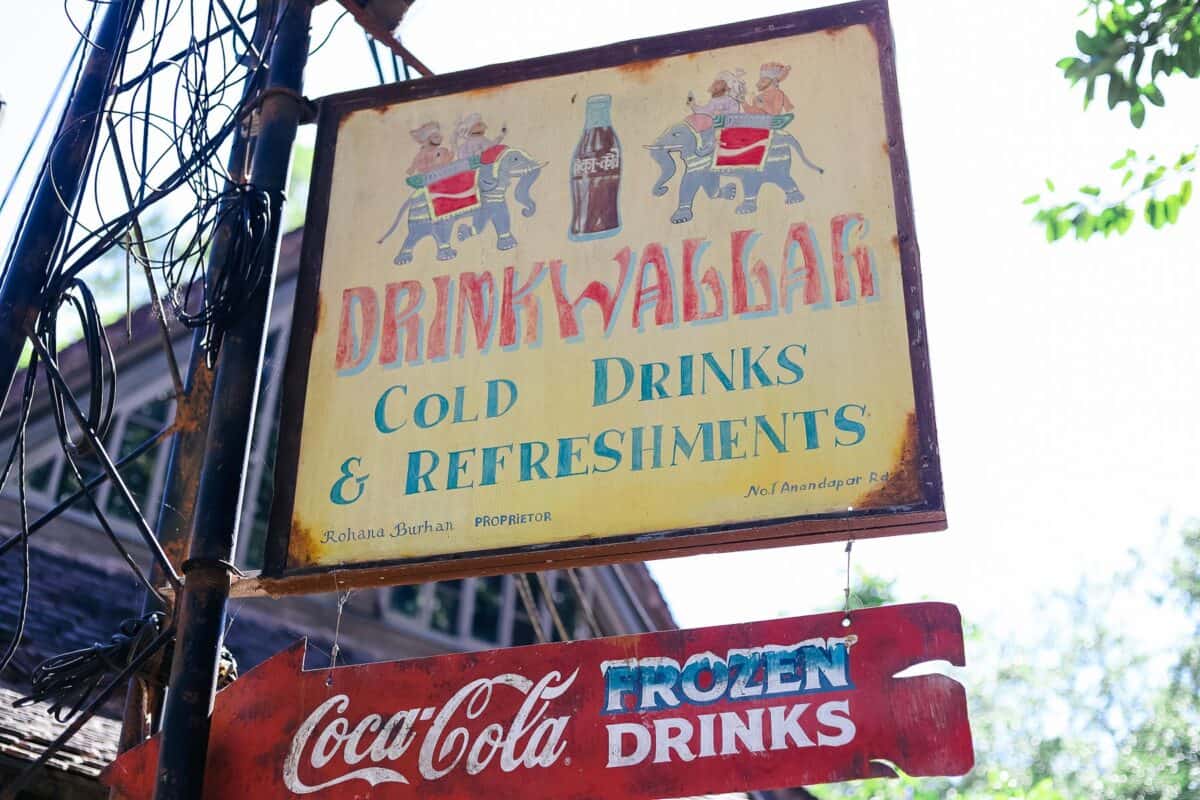 कोका-कोला
DRINKWALLAH
COLD DRINKS
& REFRESHMENTS
Rohana Burhan PROPRIETOR
No.1 Anandapar Rd
Coca-Cola
FROZEN
DRINKS